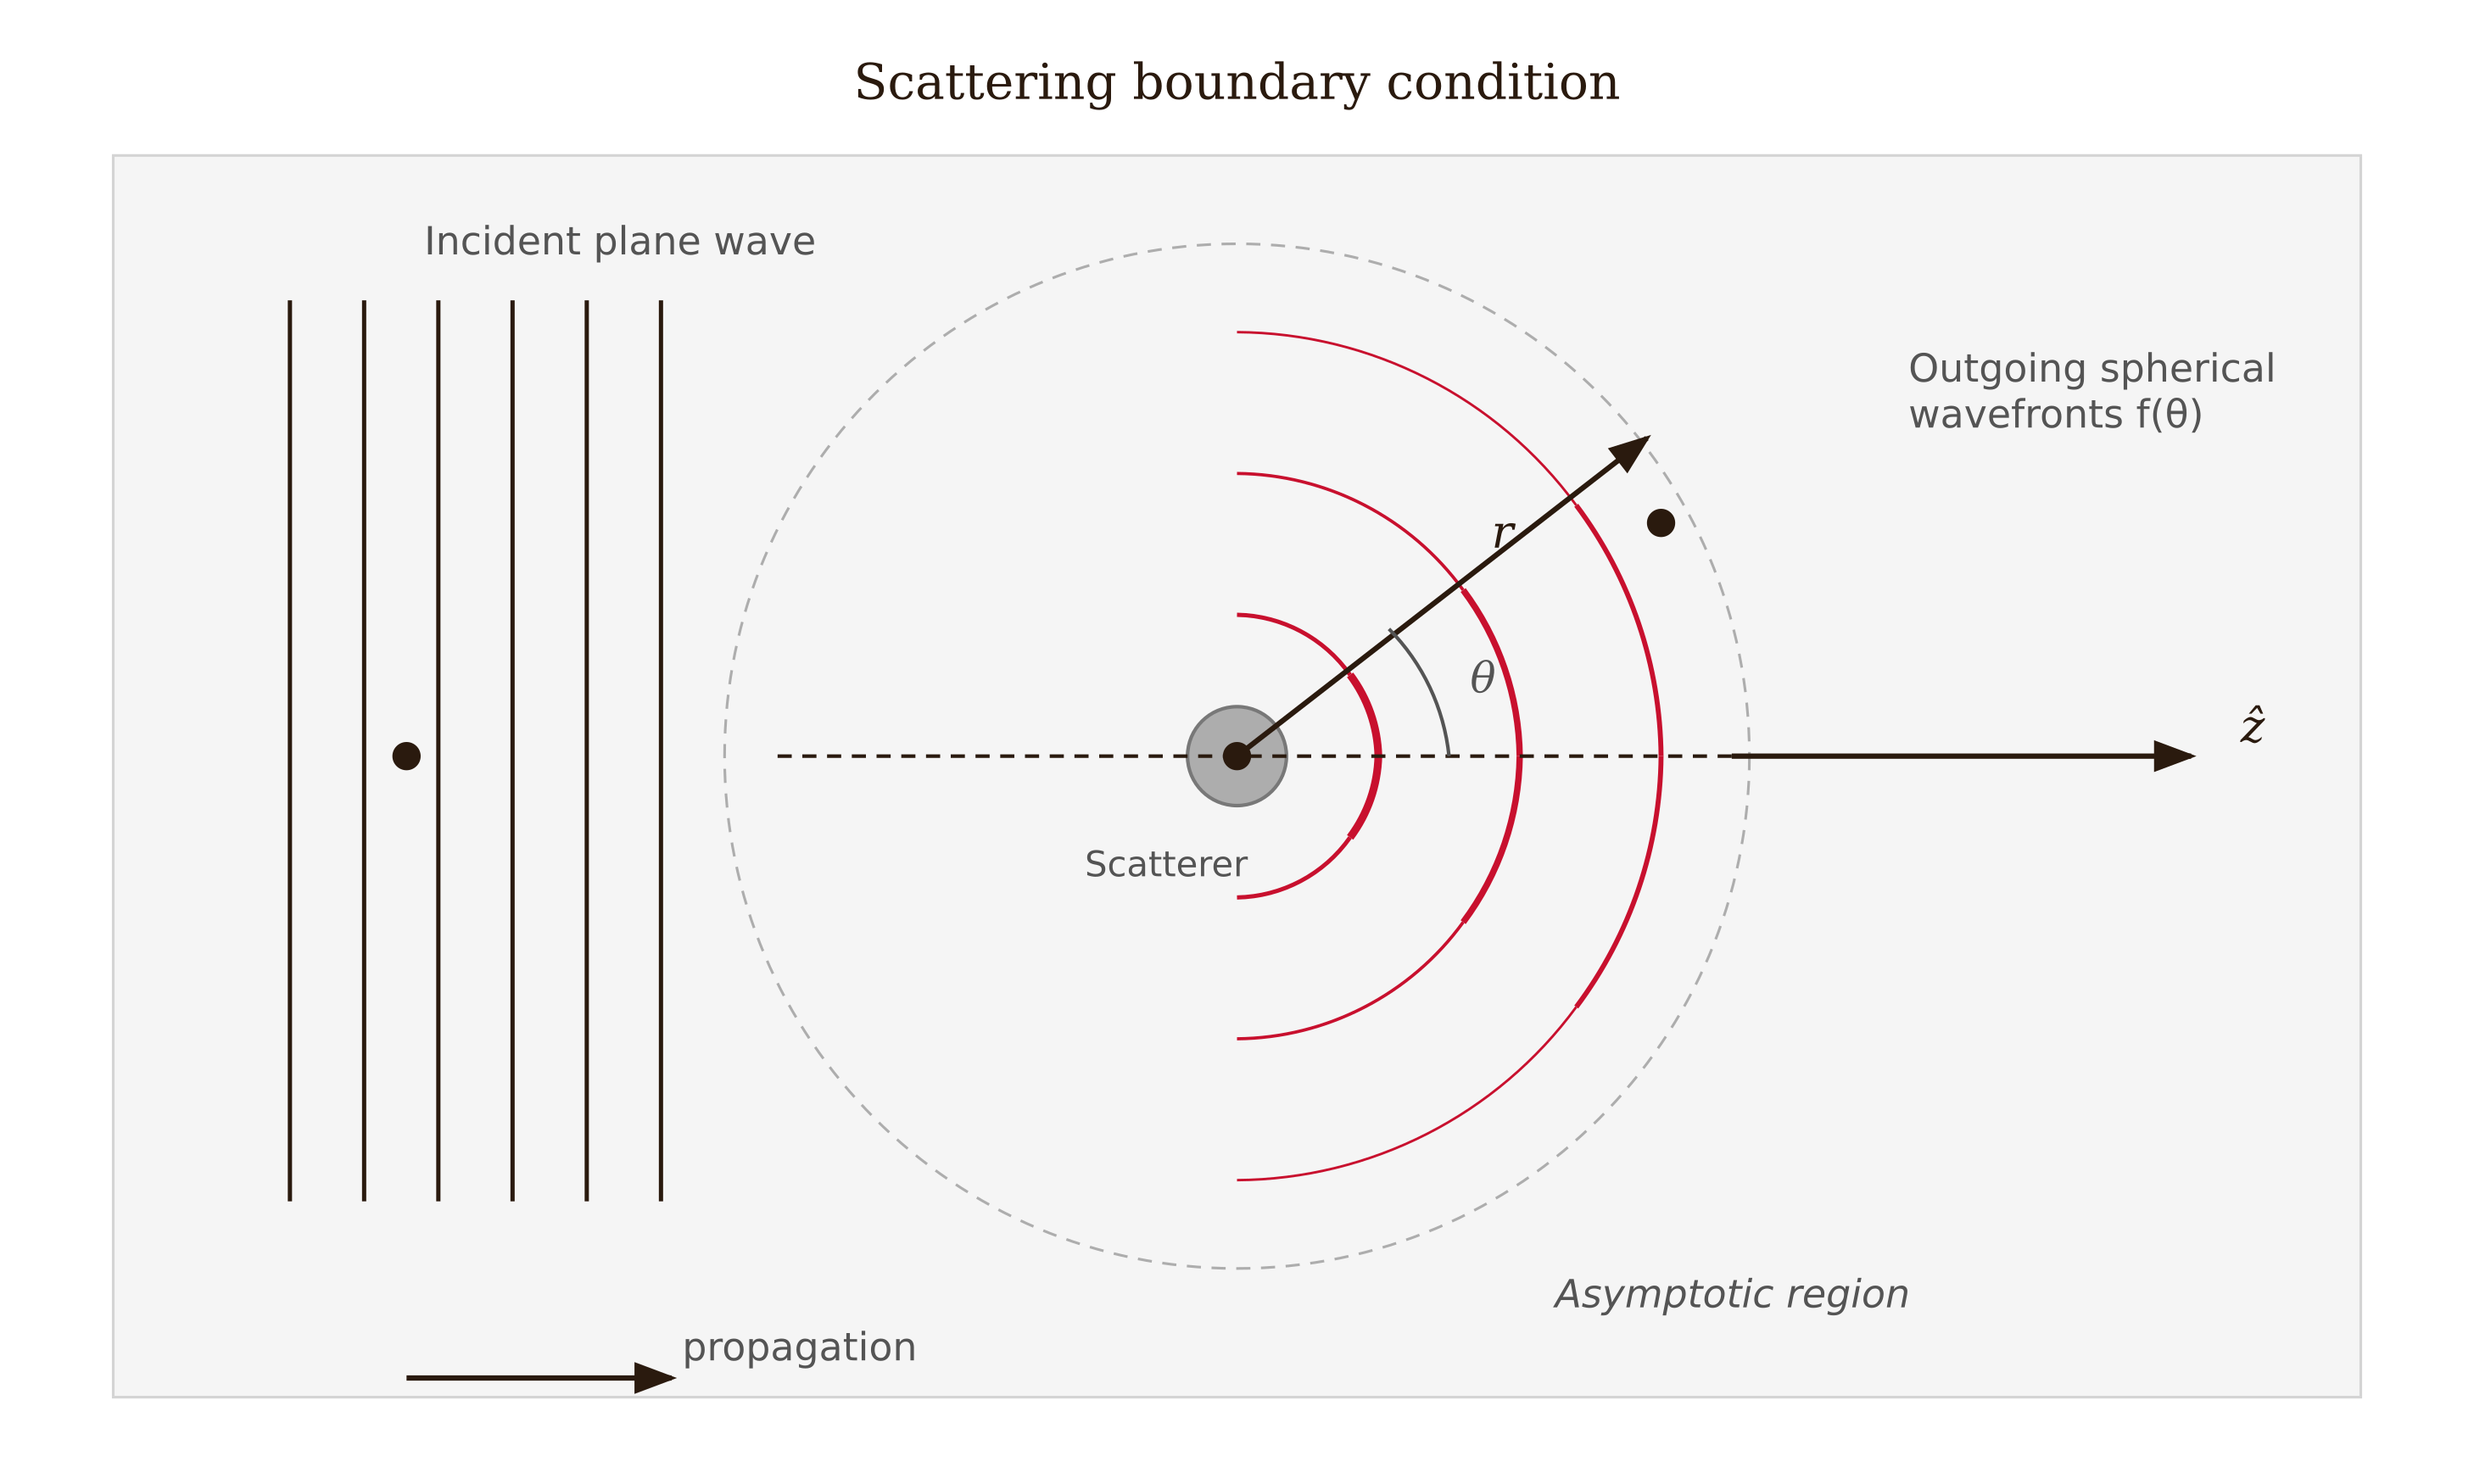 Scattering boundary condition
Incident plane wave
Outgoing spherical
wavefronts f(θ)
r
θ
ẑ
Scatterer
Asymptotic region
propagation